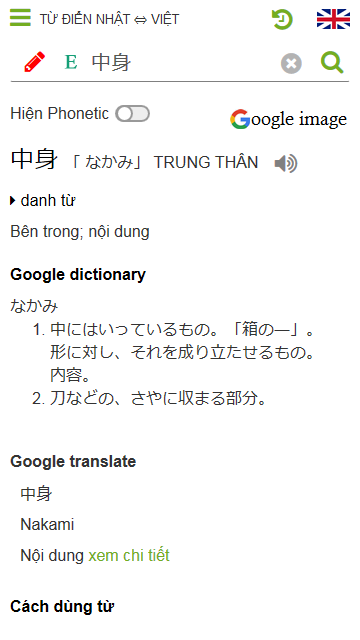 TỪ ĐIỂN NHẬT ⇔ VIỆT
E 中身
Hiện Phonetic
Google image
中身 「 なかみ」 TRUNG THÂN
danh từ
Bên trong; nội dung
Google dictionary
なかみ
1. 中にはいっているもの。「箱の―」。
形に対し、それを成り立たせるもの。
内容。
2. 刀などの、さやに収まる部分。
Google translate
中身
Nakami
Nội dung xem chi tiết
Cách dùng từ